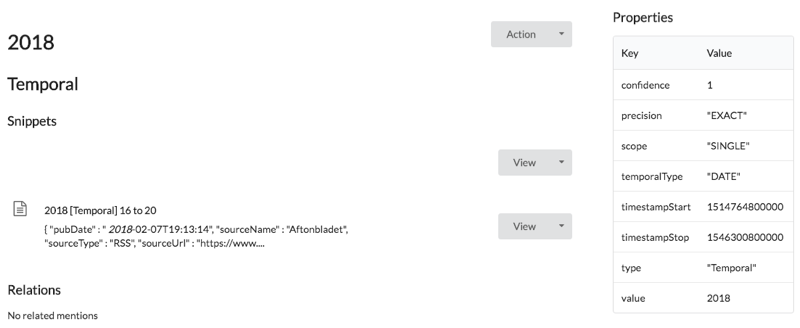 2018
Action
Temporal
Snippets
View
2018 [Temporal] 16 to 20
{ "pubDate" : " 2018-02-07T19:13:14", "sourceName" : "Aftonbladet",
"sourceType" : "RSS", "sourceUrl" : "https://www....
View
Relations
No related mentions
Properties
Key Value
confidence 1
precision "EXACT"
scope "SINGLE"
temporalType "DATE"
timestampStart 1514764800000
timestampStop 1546300800000
type "Temporal"
value 2018